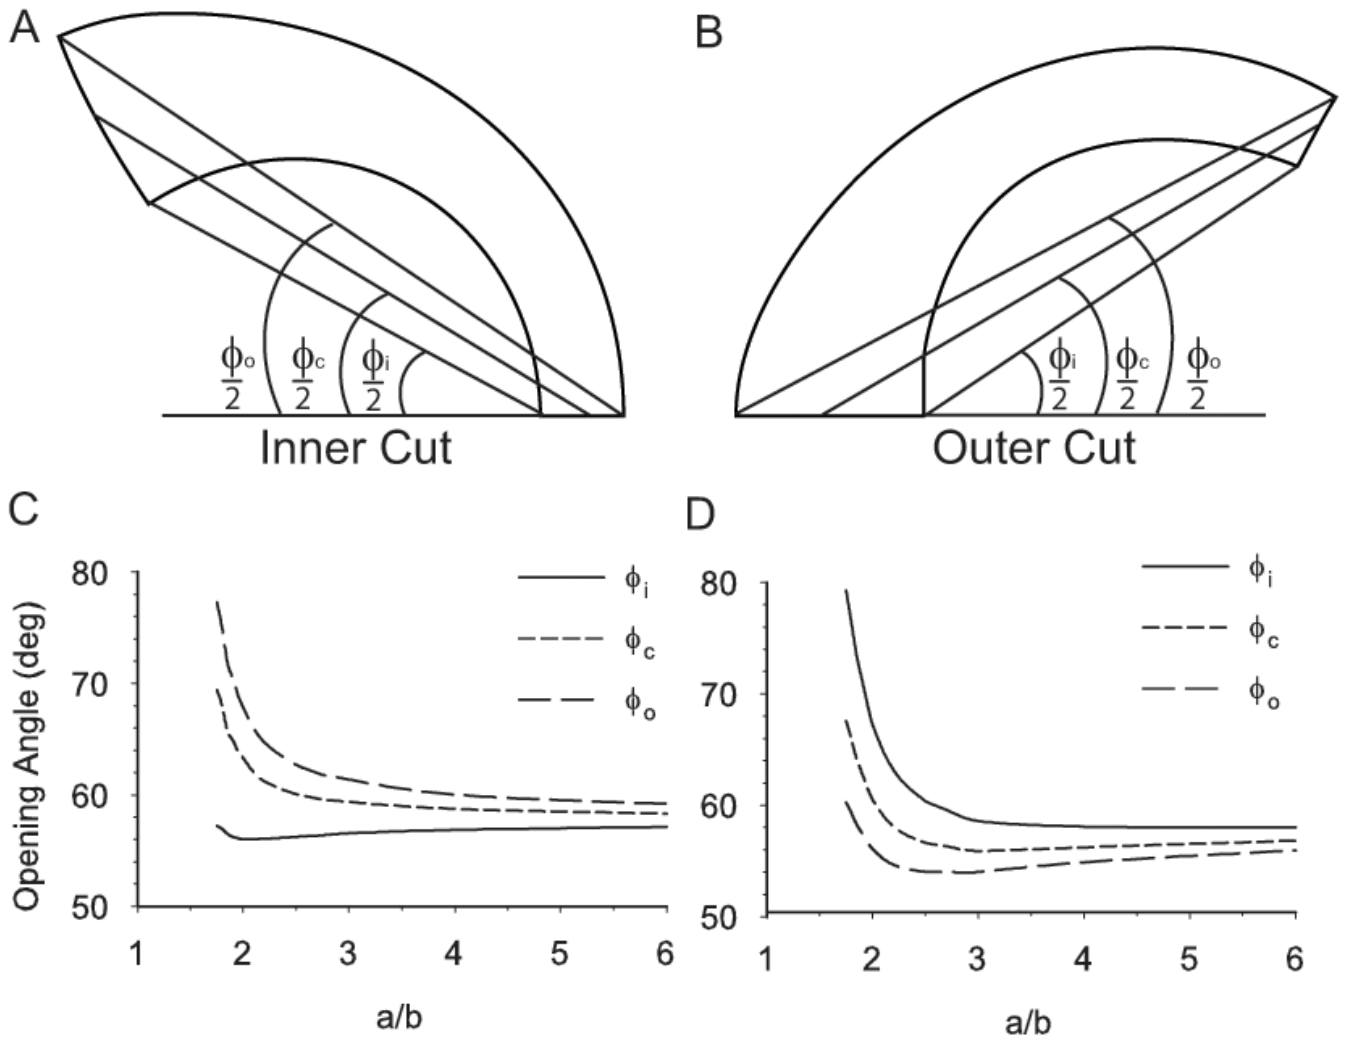 A
B
ϕo/2 ϕc/2 ϕi/2
ϕi/2 ϕc/2 ϕo/2
Inner Cut
Outer Cut
C
D
Opening Angle (deg)
80
70
60
50
1 2 3 4 5 6
a/b
ϕi
ϕc
ϕo
80
70
60
50
1 2 3 4 5 6
a/b
ϕi
ϕc
ϕo